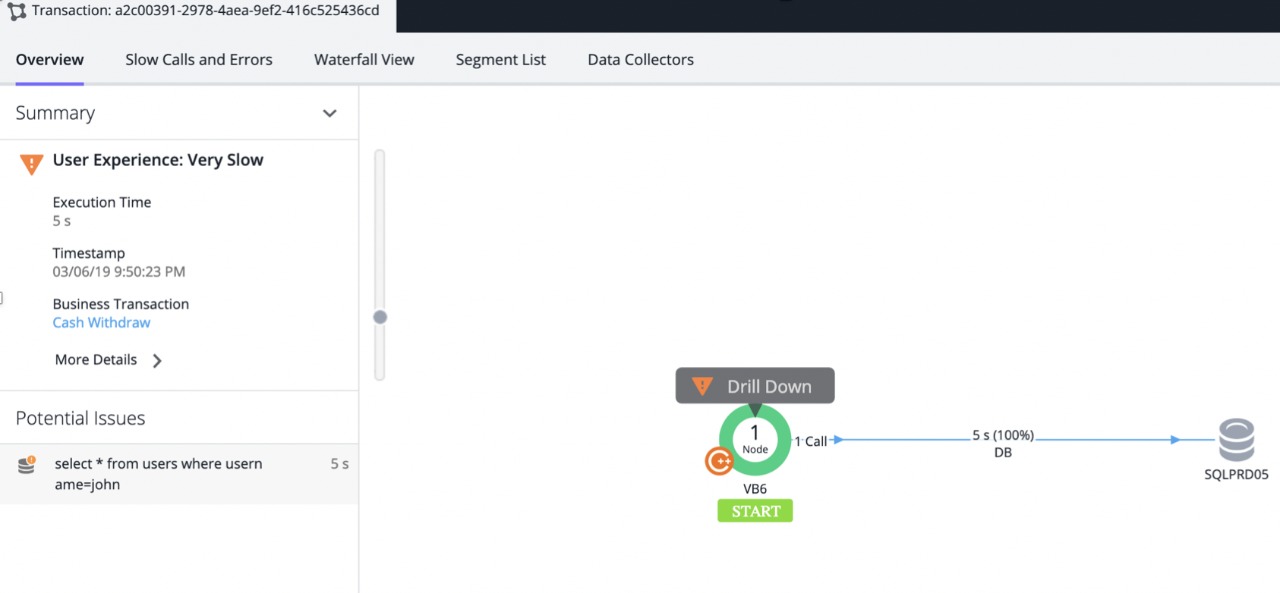 Transaction: a2c00391-2978-4aea-9ef2-416c525436cd
Overview
Slow Calls and Errors
Waterfall View
Segment List
Data Collectors
Summary
User Experience: Very Slow
Execution Time
5 s
Timestamp
03/06/19 9:50:23 PM
Business Transaction
Cash Withdraw
More Details
Potential Issues
select * from users where usern
5 s
ame=john
Drill Down
1
Node
1 Call
5 s (100%)
DB
VB6
START
SQLPRD05
C++